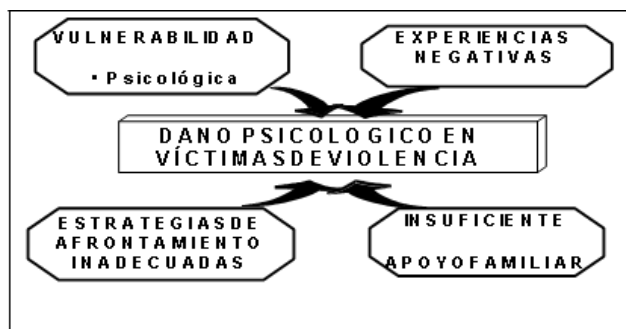 VULNERABILIDAD
• Psicológica
EXPERIENCIAS
NEGATIVAS
DANO PSICOLOGICO EN
VÍCTIMASDEVIOLENCIA
ESTRATEGIASDE
AFRONTAMIENTO
INADECUADAS
INSUFICIENTE
APOYOFAMILIAR